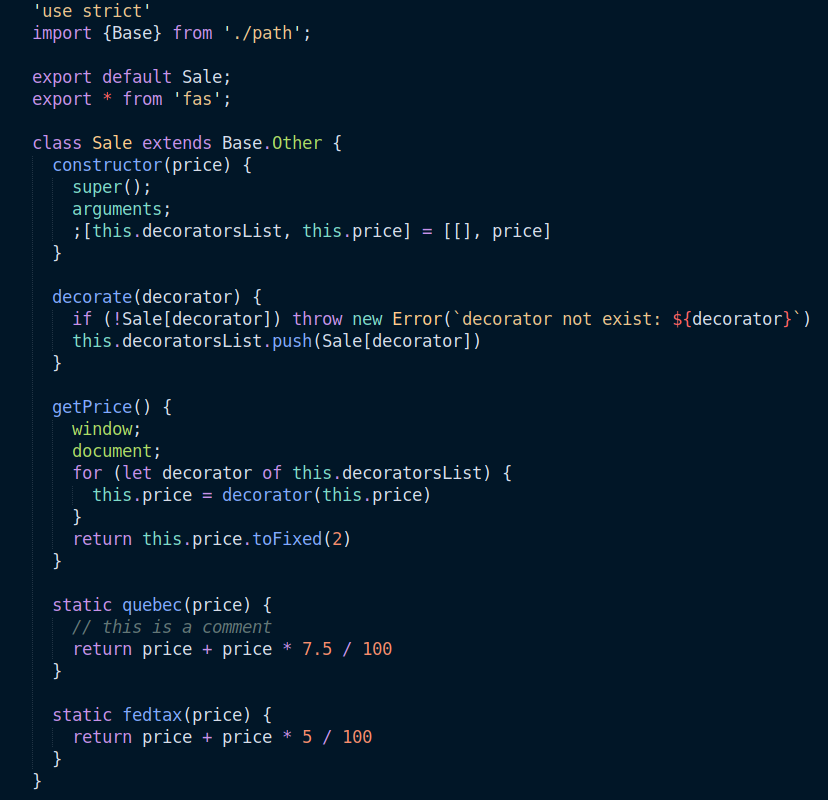 'use strict'
import {Base} from './path';

export default Sale;
export * from 'fas';

class Sale extends Base.Other {
  constructor(price) {
    super();
    arguments;
    ;[this.decoratorsList, this.price] = [[], price]
  }

  decorate(decorator) {
    if (!Sale[decorator]) throw new Error(`decorator not exist: ${decorator}`)
    this.decoratorsList.push(Sale[decorator])
  }

  getPrice() {
    window;
    document;
    for (let decorator of this.decoratorsList) {
      this.price = decorator(this.price)
    }
    return this.price.toFixed(2)
  }

  static quebec(price) {
    // this is a comment
    return price + price * 7.5 / 100
  }

  static fedtax(price) {
    return price + price * 5 / 100
  }
}